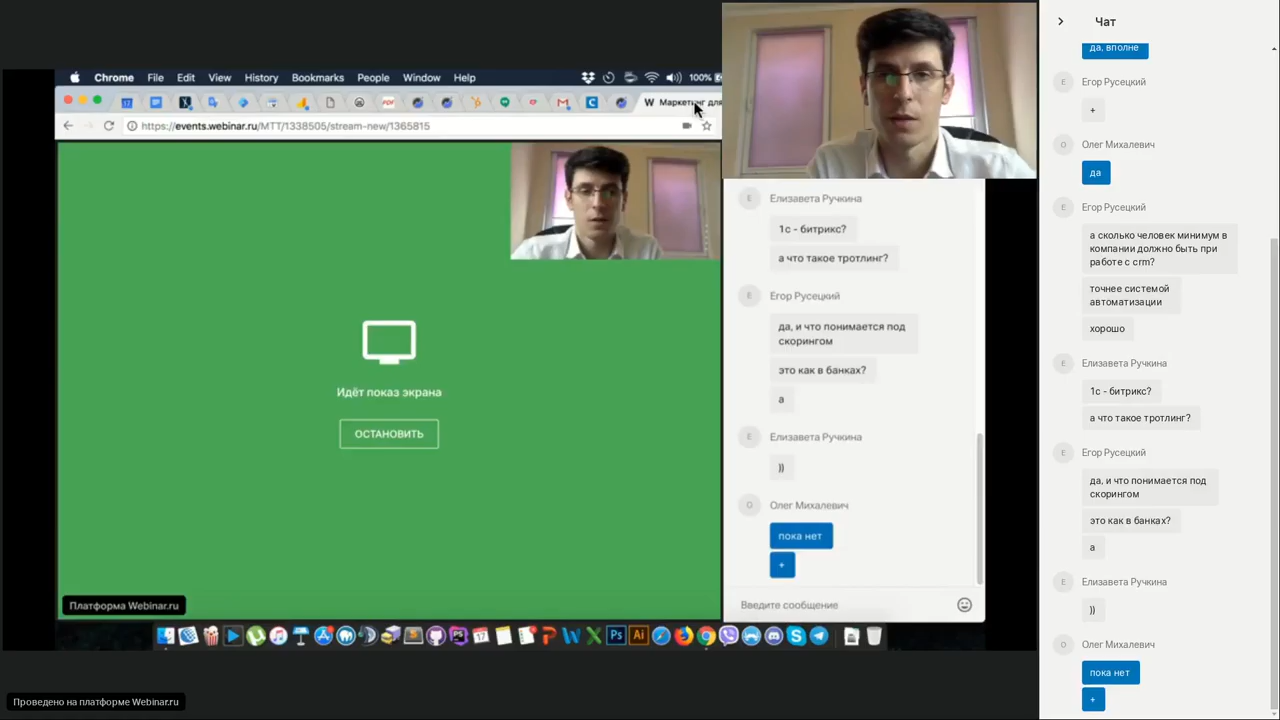 Chrome File Edit View History Bookmarks People Window Help 100%
W Маркетинг для
https://events.webinar.ru/MTT/1338505/stream-new/1365815
Идёт показ экрана
ОСТАНОВИТЬ
Платформа Webinar.ru
Проведено на платформе Webinar.ru
Е Елизавета Ручкина
1с - битрикс?
а что такое тротлинг?
Е Егор Русецкий
да, и что понимается под
скорингом
это как в банках?
а
Е Елизавета Ручкина
))
О Олег Михалевич
пока нет
+
Введите сообщение
Чат
да, вполне
Е Егор Русецкий
+
О Олег Михалевич
да
Е Егор Русецкий
а сколько человек минимум в
компании должно быть при
работе с crm?
точнее системой
автоматизации
хорошо
Е Елизавета Ручкина
1с - битрикс?
а что такое тротлинг?
Е Егор Русецкий
да, и что понимается под
скорингом
это как в банках?
а
Е Елизавета Ручкина
))
О Олег Михалевич
пока нет
+